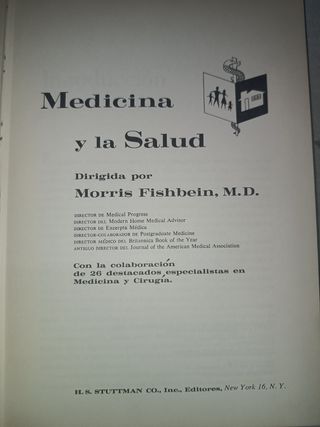 Medicina
y la Salud
Dirigida por
Morris Fishbein, M.D.
DIRECTOR DE Medical Progress
DIRECTOR DEL Modern Home Medical Advisor
DIRECTOR DE Excerpta Médica
DIRECTOR-COLABORADOR DE Postgraduate Medicine
DIRECTOR MÉDICO DEL Britannica Book of the Year
ANTIGUO DIRECTOR DEL Journal of the American Medical Association
Con la colaboración
de 26 destacados especialistas en
Medicina y Cirugía.
H. S. STUTTMAN CO., Inc., Editores, New York 16, N. Y.